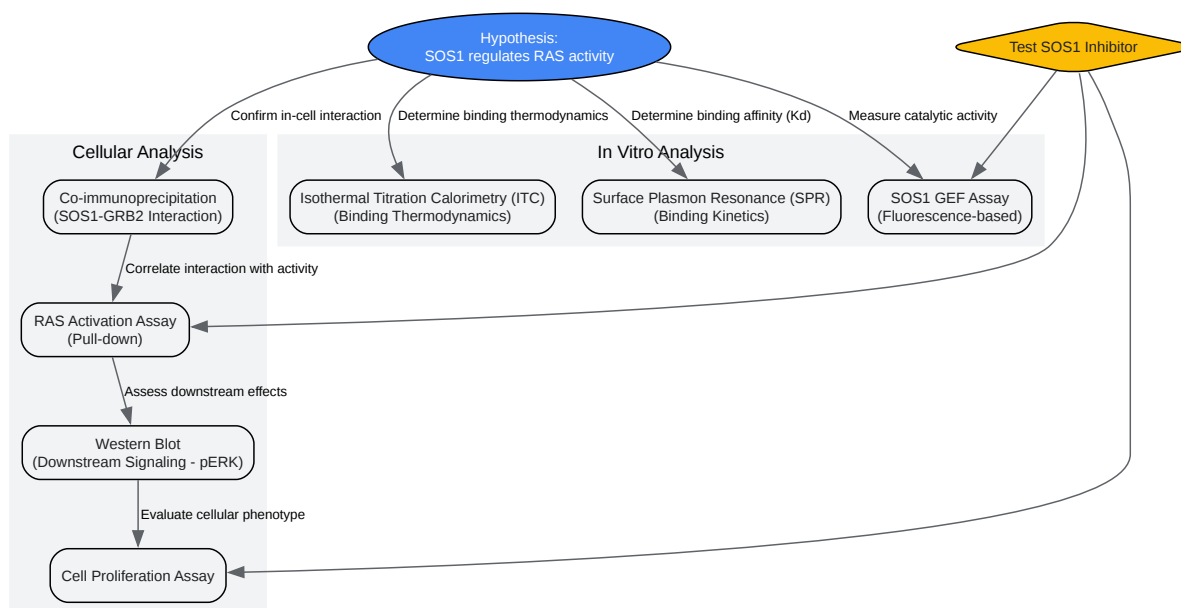 Hypothesis:
SOS1 regulates RAS activity
Test SOS1 Inhibitor
Confirm in-cell interaction
Determine binding thermodynamics
Determine binding affinity (Kd)
Measure catalytic activity
Cellular Analysis
In Vitro Analysis
Co-immunoprecipitation
(SOS1-GRB2 Interaction)
Isothermal Titration Calorimetry (ITC)
(Binding Thermodynamics)
Surface Plasmon Resonance (SPR)
(Binding Kinetics)
SOS1 GEF Assay
(Fluorescence-based)
Correlate interaction with activity
RAS Activation Assay
(Pull-down)
Assess downstream effects
Western Blot
(Downstream Signaling - pERK)
Evaluate cellular phenotype
Cell Proliferation Assay